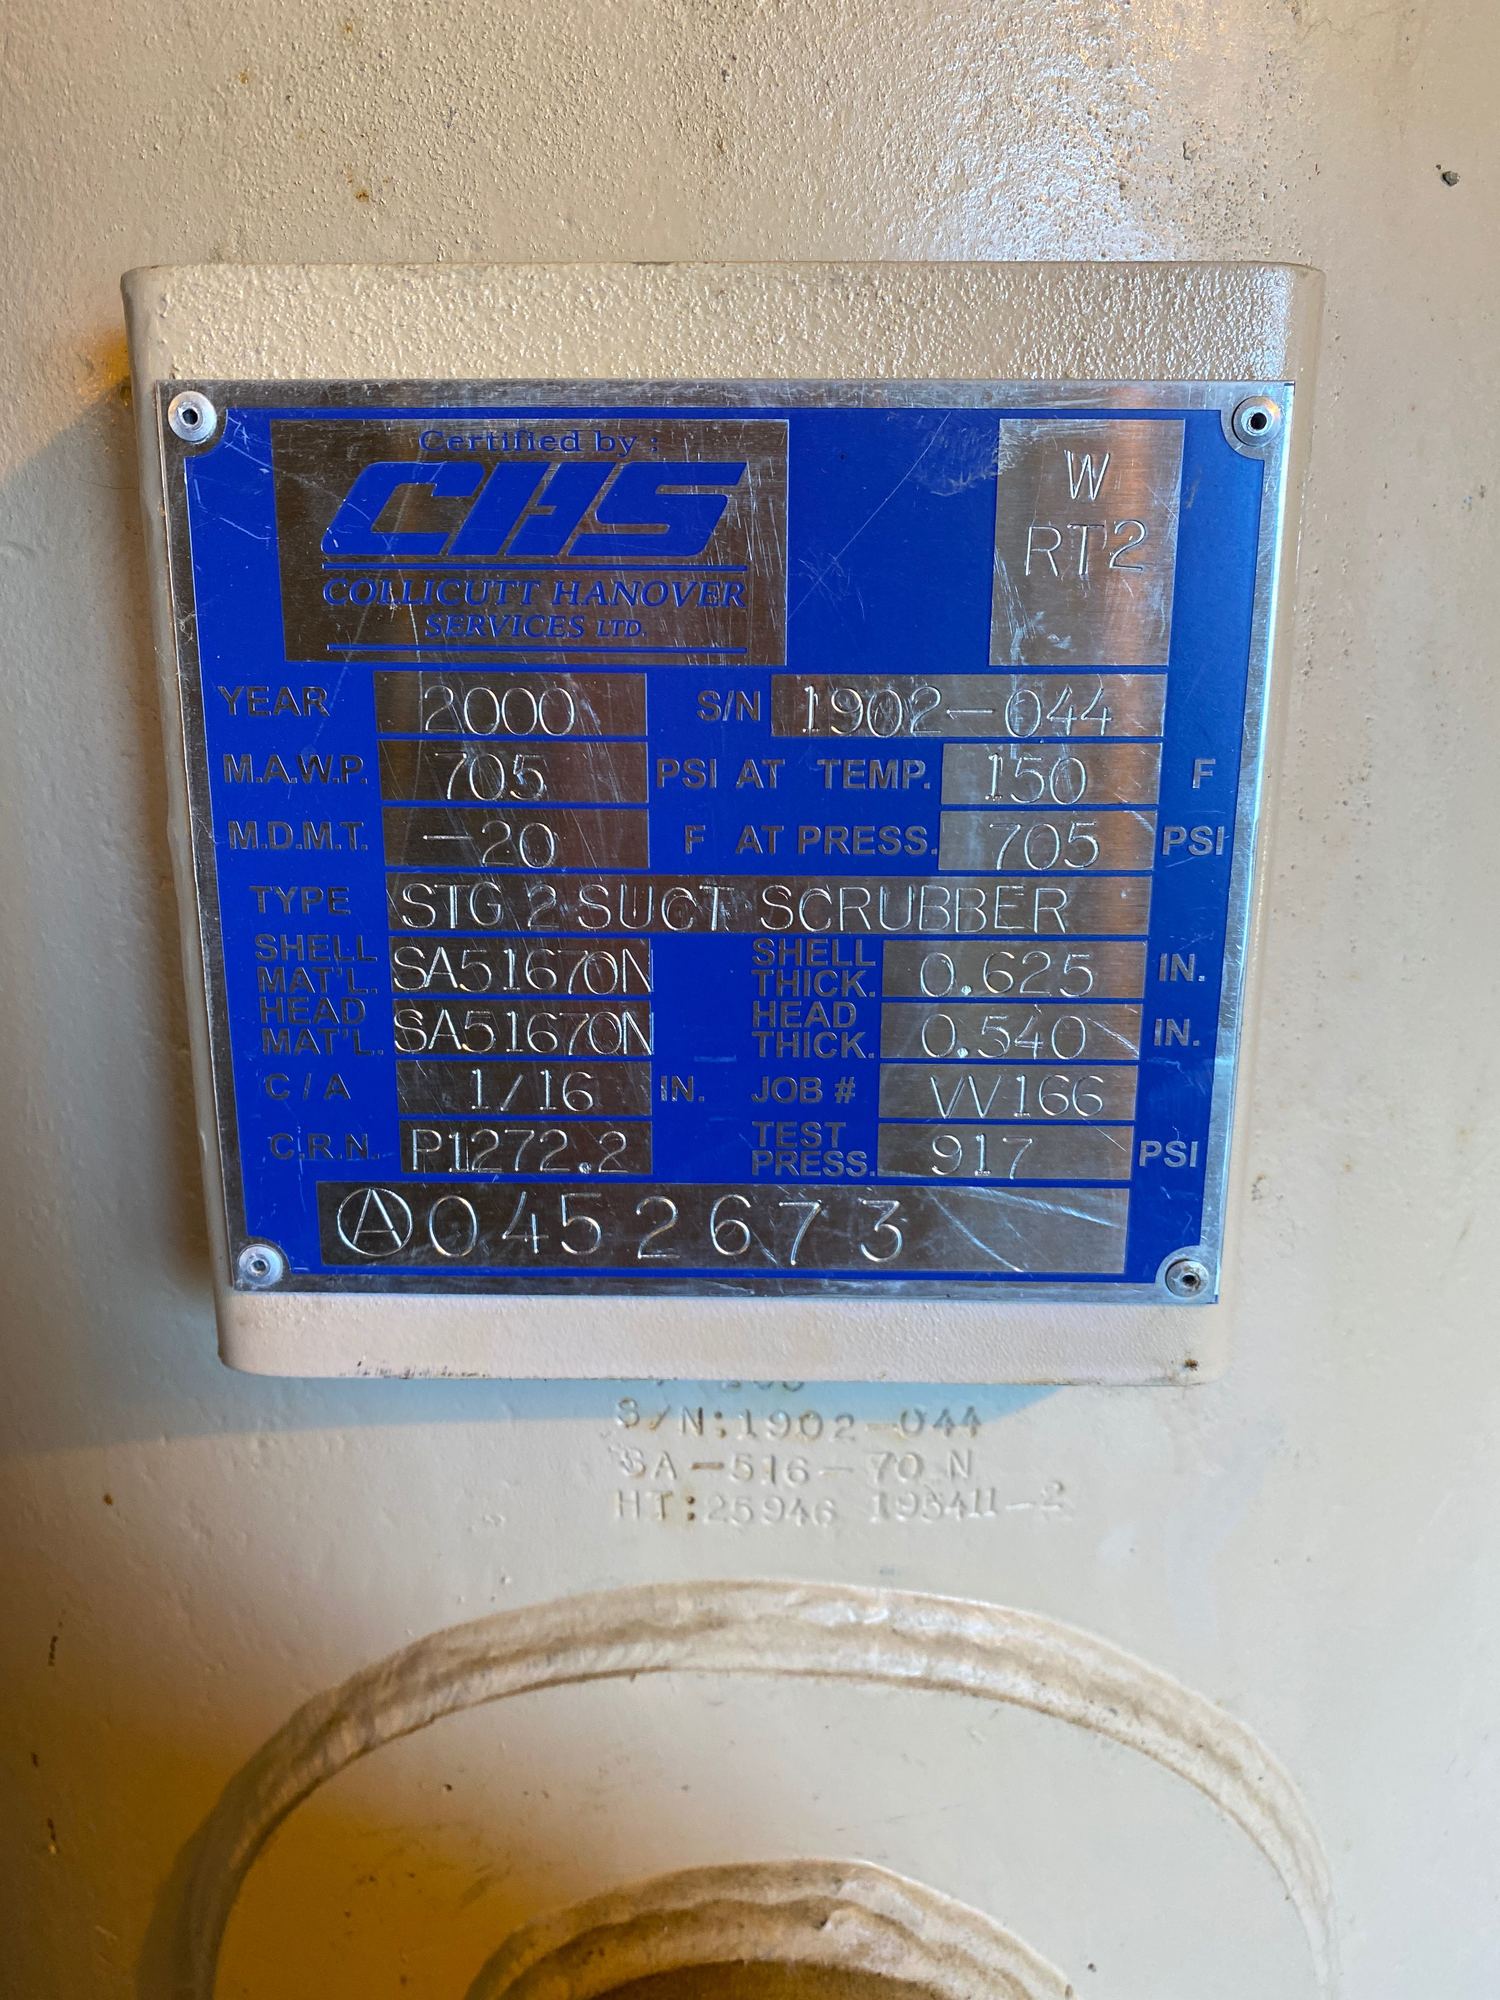 Certified by :
CHS
COLLICUTT HANOVER
SERVICES LTD.
W
RT2
YEAR 2000 S/N 1902-044
M.A.W.P. 705 PSI AT TEMP. 150 F
M.D.M.T. -20 F AT PRESS. 705 PSI
TYPE STG 2 SUCT SCRUBBER
SHELL MAT'L. SA51670N SHELL THICK. 0.625 IN.
HEAD MAT'L. SA51670N HEAD THICK. 0.540 IN.
C / A 1/16 IN. JOB # VV166
C.R.N. P1272.2 TEST PRESS. 917 PSI
Ⓐ0452673
S/N:1902-044
SA-516-70 N
HT:25946 195411-2